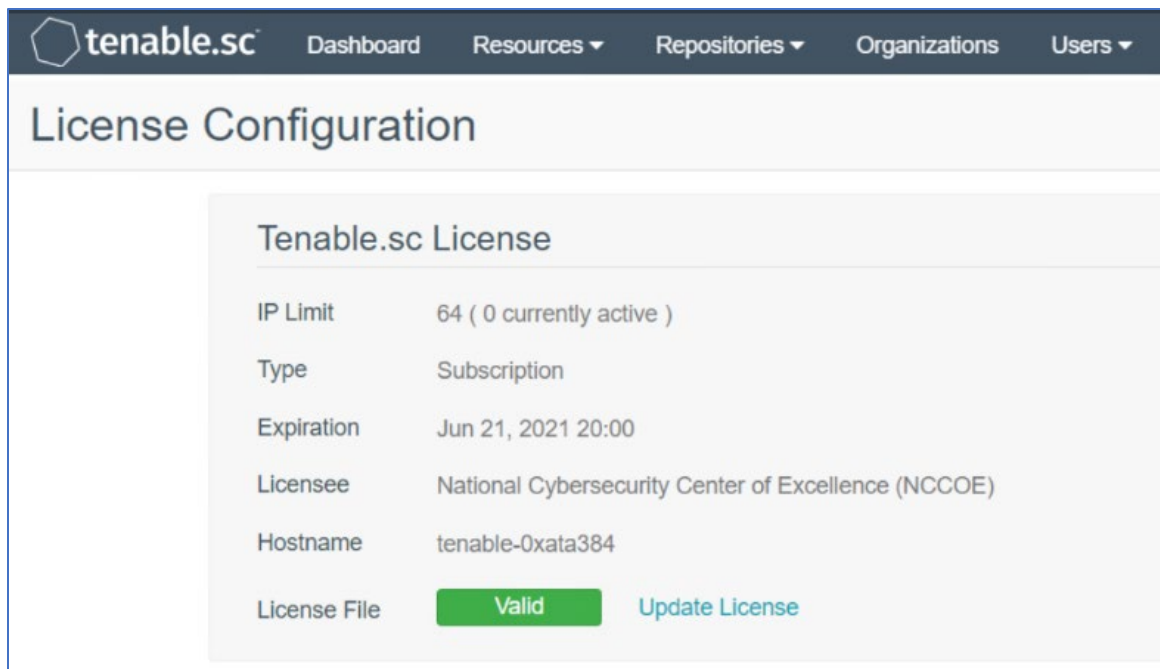 tenable.sc Dashboard Resources Repositories Organizations Users
License Configuration
Tenable.sc License
IP Limit 64 ( 0 currently active )
Type Subscription
Expiration Jun 21, 2021 20:00
Licensee National Cybersecurity Center of Excellence (NCCOE)
Hostname tenable-0xata384
License File Valid Update License